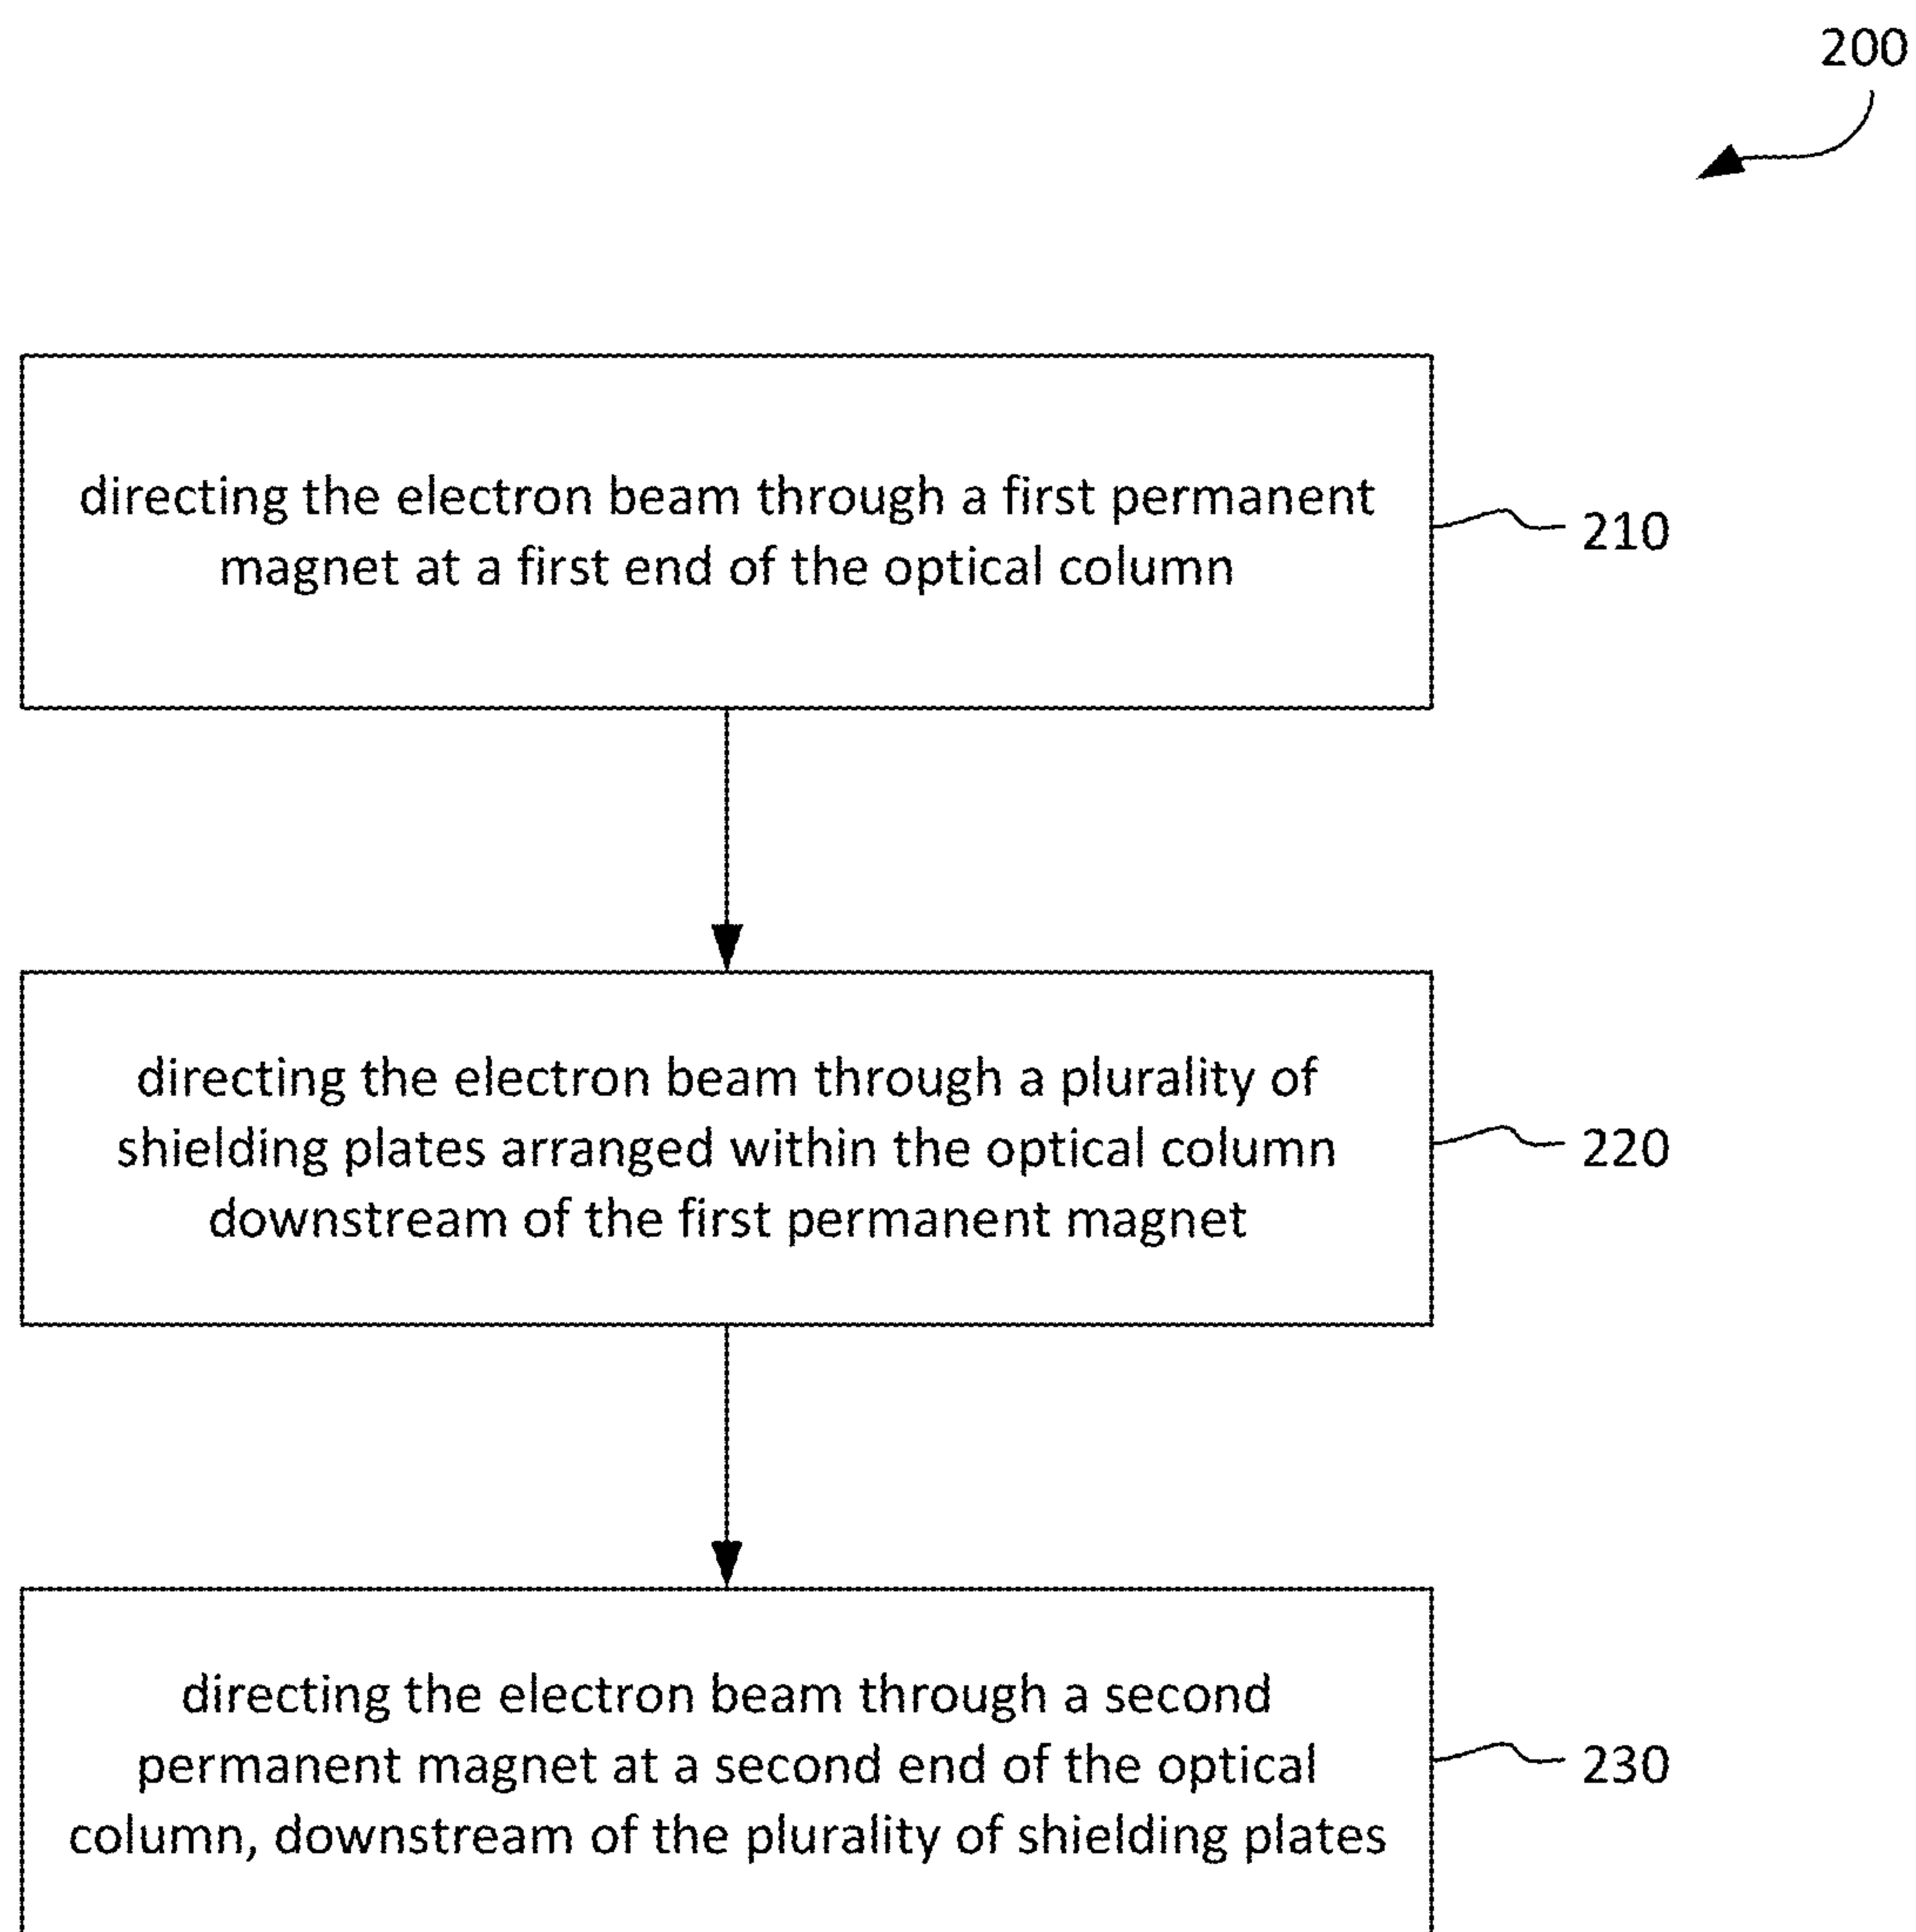 200
directing the electron beam through a first permanent
magnet at a first end of the optical column
210
directing the electron beam through a plurality of
shielding plates arranged within the optical column
downstream of the first permanent magnet
220
directing the electron beam through a second
permanent magnet at a second end of the optical
column, downstream of the plurality of shielding plates
230